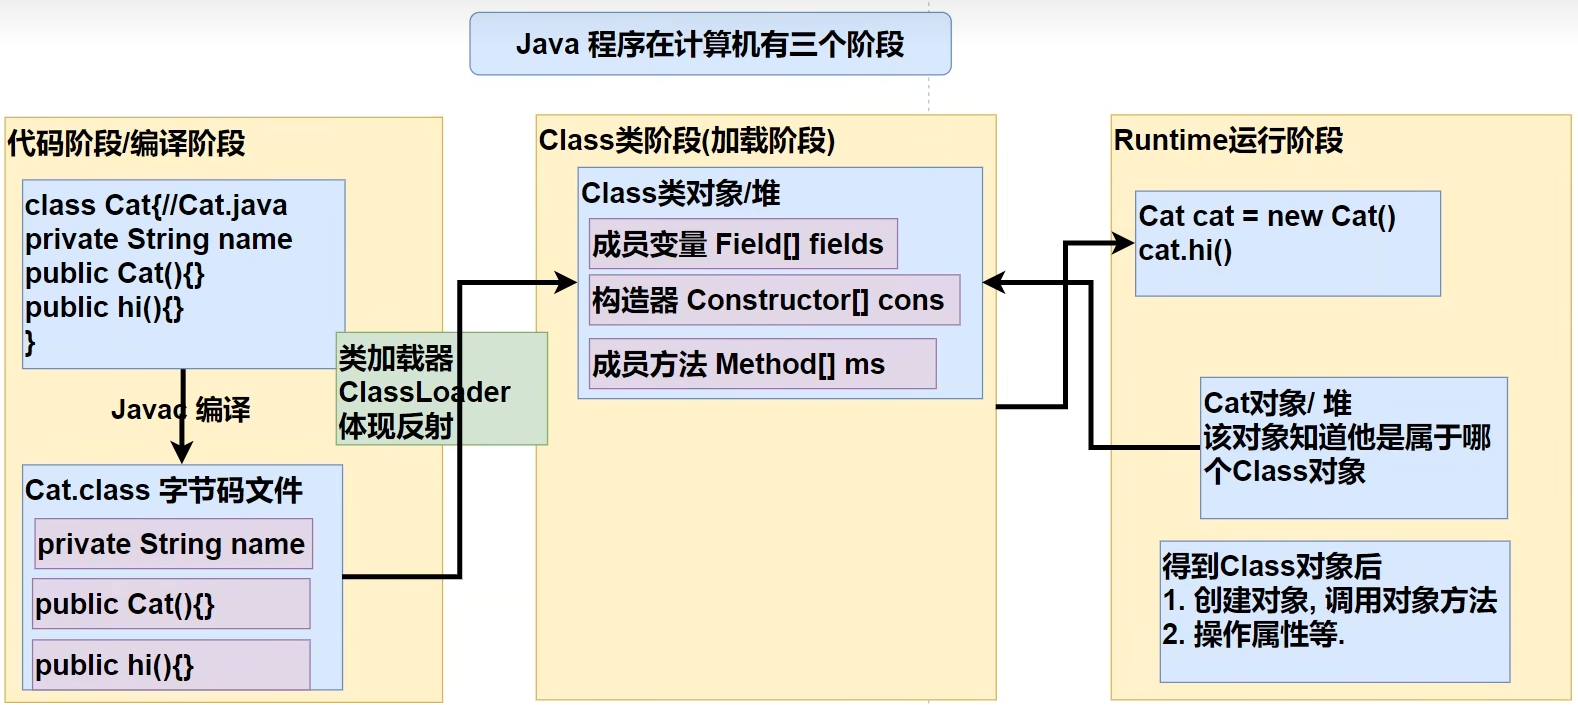 Java 程序在计算机有三个阶段
代码阶段/编译阶段
class Cat{//Cat.java
private String name
public Cat(){}
public hi(){}
}
Javac 编译
Cat.class 字节码文件
private String name
public Cat(){}
public hi(){}
类加载器
ClassLoader
体现反射
Class类阶段(加载阶段)
Class类对象/堆
成员变量 Field[] fields
构造器 Constructor[] cons
成员方法 Method[] ms
Runtime运行阶段
Cat cat = new Cat()
cat.hi()
Cat对象/ 堆
该对象知道他是属于哪
个Class对象
得到Class对象后
1. 创建对象, 调用对象方法
2. 操作属性等.